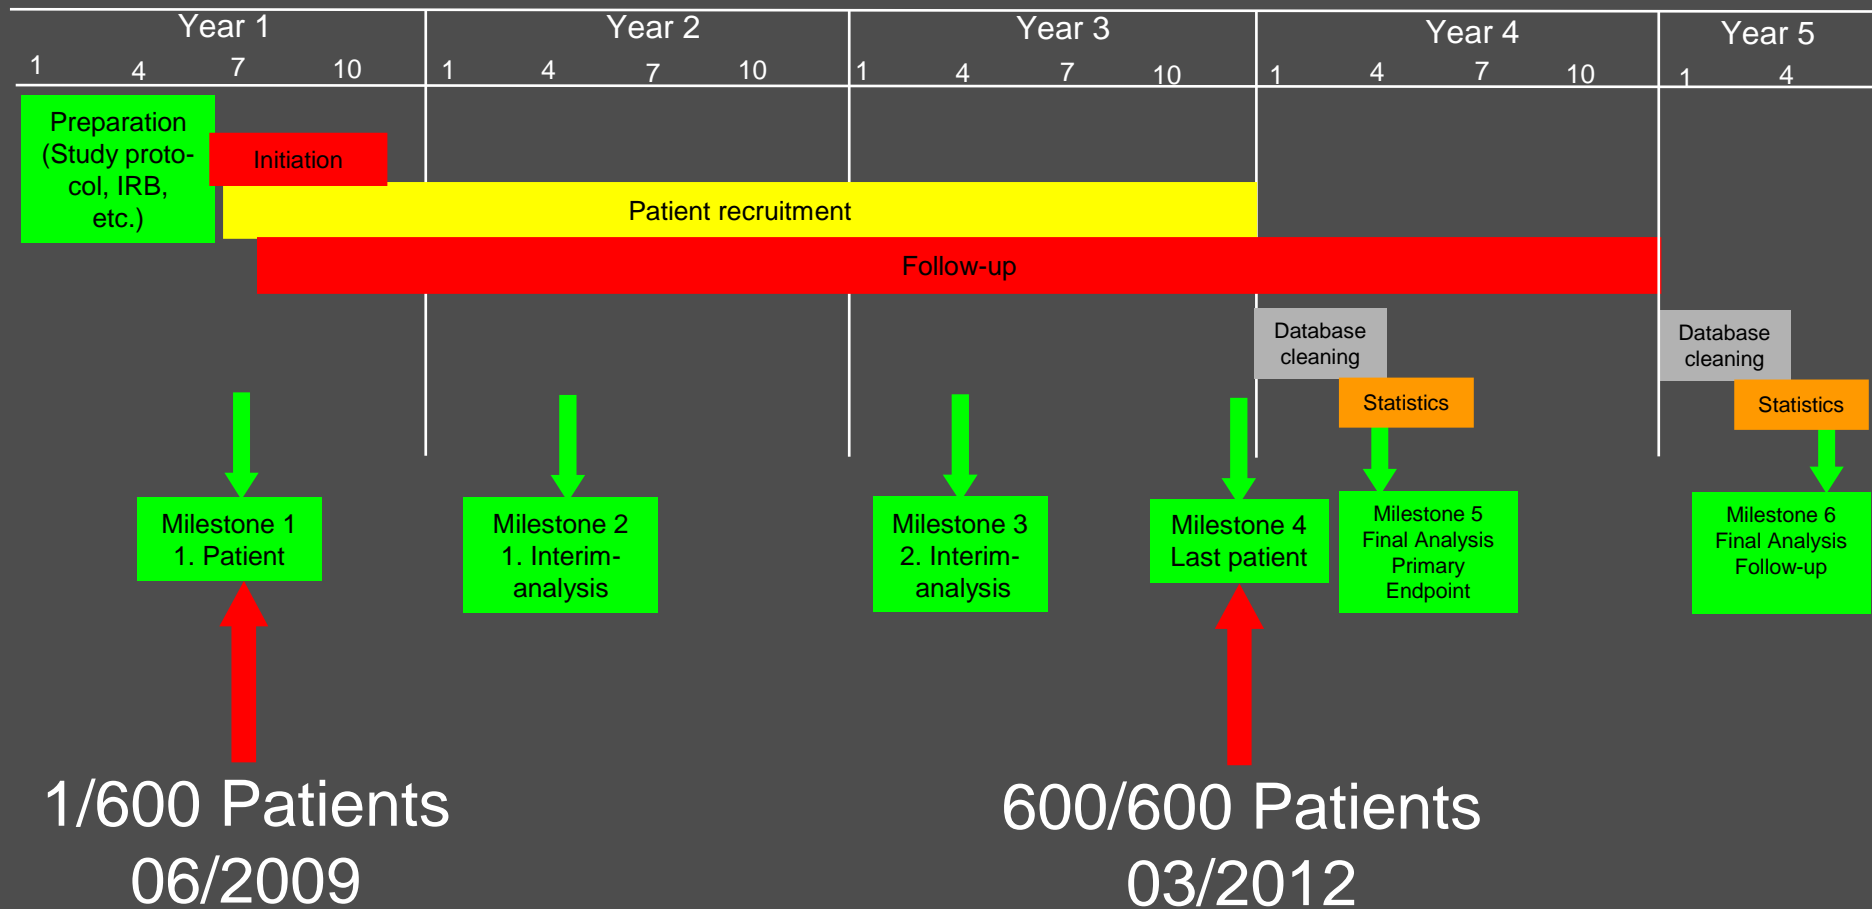 Year 1
Year 2
Year 3
Year 4
Year 5
1 4 7 10 1 4 7 10 1 4 7 10 1 4 7 10 1 4
Preparation
(Study proto-
col, IRB,
etc.)
Initiation
Patient recruitment
Follow-up
Database
cleaning
Statistics
Database
cleaning
Statistics
Milestone 1
1. Patient
Milestone 2
1. Interim-
analysis
Milestone 3
2. Interim-
analysis
Milestone 4
Last patient
Milestone 5
Final Analysis
Primary
Endpoint
Milestone 6
Final Analysis
Follow-up
1/600 Patients
06/2009
600/600 Patients
03/2012